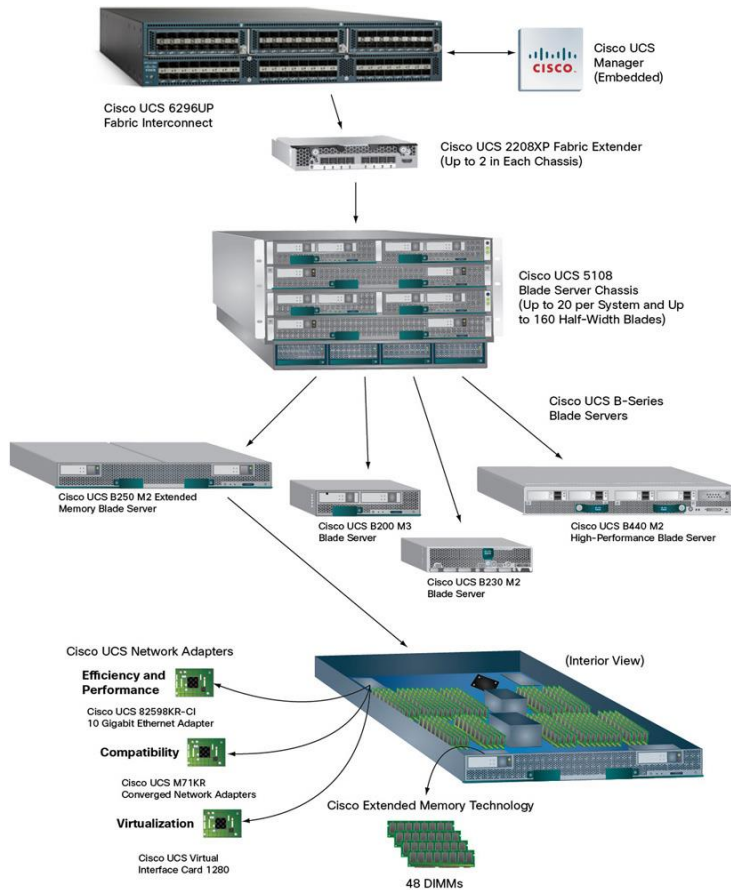 CISCO
Cisco UCS
Manager
(Embedded)
Cisco UCS 6296UP
Fabric Interconnect
Cisco UCS 2208XP Fabric Extender
(Up to 2 in Each Chassis)
Cisco UCS 5108
Blade Server Chassis
(Up to 20 per System and Up
to 160 Half-Width Blades)
Cisco UCS B-Series
Blade Servers
Cisco UCS B250 M2 Extended
Memory Blade Server
Cisco UCS B200 M3
Blade Server
Cisco UCS B440 M2
High-Performance Blade Server
Cisco UCS B230 M2
Blade Server
Cisco UCS Network Adapters
Efficiency and
Performance
(Interior View)
Cisco UCS 82598KR-CI
10 Gigabit Ethernet Adapter
Compatibility
Cisco UCS M71KR
Converged Network Adapters
Virtualization
Cisco UCS Virtual
Interface Card 1280
Cisco Extended Memory Technology
48 DIMMs